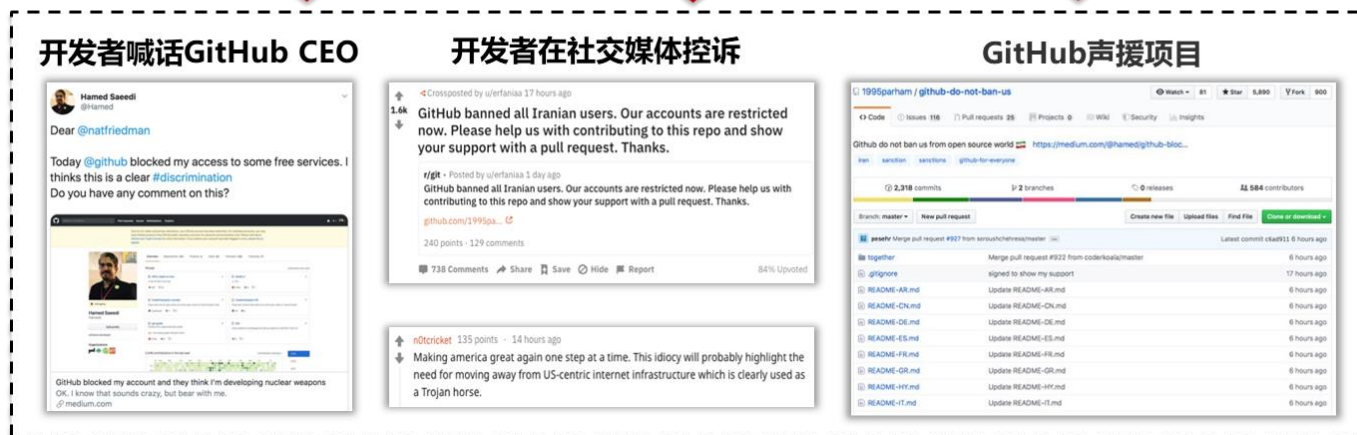 开发者喊话GitHub CEO
开发者在社交媒体控诉
GitHub声援项目
Hamed Saeedi
@Hamed
Dear @natfriedman
Today @github blocked my access to some free services. I
thinks this is a clear #discrimination
Do you have any comment on this?
Hamed Saeedi
GitHub blocked my account and they think I'm developing nuclear weapons
OK. I know that sounds crazy, but bear with me.
medium.com
Crossposted by u/erfaniaa 17 hours ago
1.6k
GitHub banned all Iranian users. Our accounts are restricted
now. Please help us with contributing to this repo and show
your support with a pull request. Thanks.
r/git · Posted by u/erfaniaa 1 day ago
GitHub banned all Iranian users. Our accounts are restricted now. Please help us with
contributing to this repo and show your support with a pull request. Thanks.
github.com/1995pa...
240 points · 129 comments
738 Comments Share Save Hide Report 84% Upvoted
n0tcricket 135 points · 14 hours ago
Making america great again one step at a time. This idiocy will probably highlight the
need for moving away from US-centric internet infrastructure which is clearly used as
a Trojan horse.
1995parham / github-do-not-ban-us Watch 81 Star 5,890 Fork 900
Code Issues 116 Pull requests 25 Projects 0 Wiki Security Insights
Github do not ban us from open source world https://medium.com/@hamed/github-bloc...
iran sanction sanctions github-for-everyone
2,318 commits 2 branches 0 releases 584 contributors
Branch: master New pull request Create new file Upload files Find File Clone or download
pesehr Merge pull request #927 from soroushchehresa/master Latest commit c6ad911 6 hours ago
together Merge pull request #922 from coderkoala/master 6 hours ago
.gitignore signed to show my support 17 hours ago
README-AR.md Update README-AR.md 6 hours ago
README-CN.md Update README-CN.md 6 hours ago
README-DE.md Update README-DE.md 6 hours ago
README-ES.md Update README-ES.md 6 hours ago
README-FR.md Update README-FR.md 6 hours ago
README-GR.md Update README-GR.md 6 hours ago
README-HY.md Update README-HY.md 6 hours ago
README-IT.md Update README-IT.md 6 hours ago